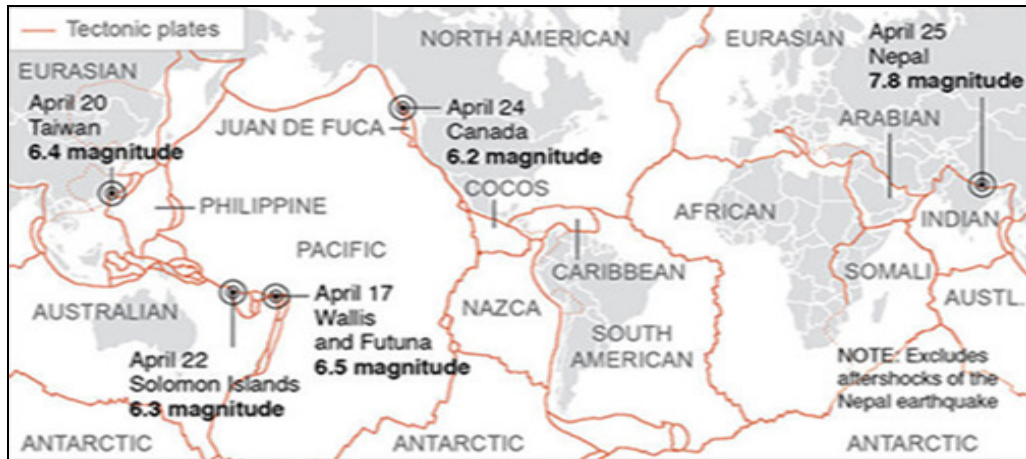 Tectonic plates
EURASIAN
April 20
Taiwan
6.4 magnitude
PHILIPPINE
JUAN DE FUCA
NORTH AMERICAN
April 24
Canada
6.2 magnitude
COCOS
PACIFIC
April 17
Wallis
and Futuna
6.5 magnitude
AUSTRALIAN
April 22
Solomon Islands
6.3 magnitude
NAZCA
CARIBBEAN
SOUTH
AMERICAN
EURASIAN
April 25
Nepal
7.8 magnitude
ARABIAN
AFRICAN
INDIAN
SOMALI
AUSTL.
NOTE: Excludes
aftershocks of the
Nepal earthquake
ANTARCTIC
ANTARCTIC
ANTARCTIC